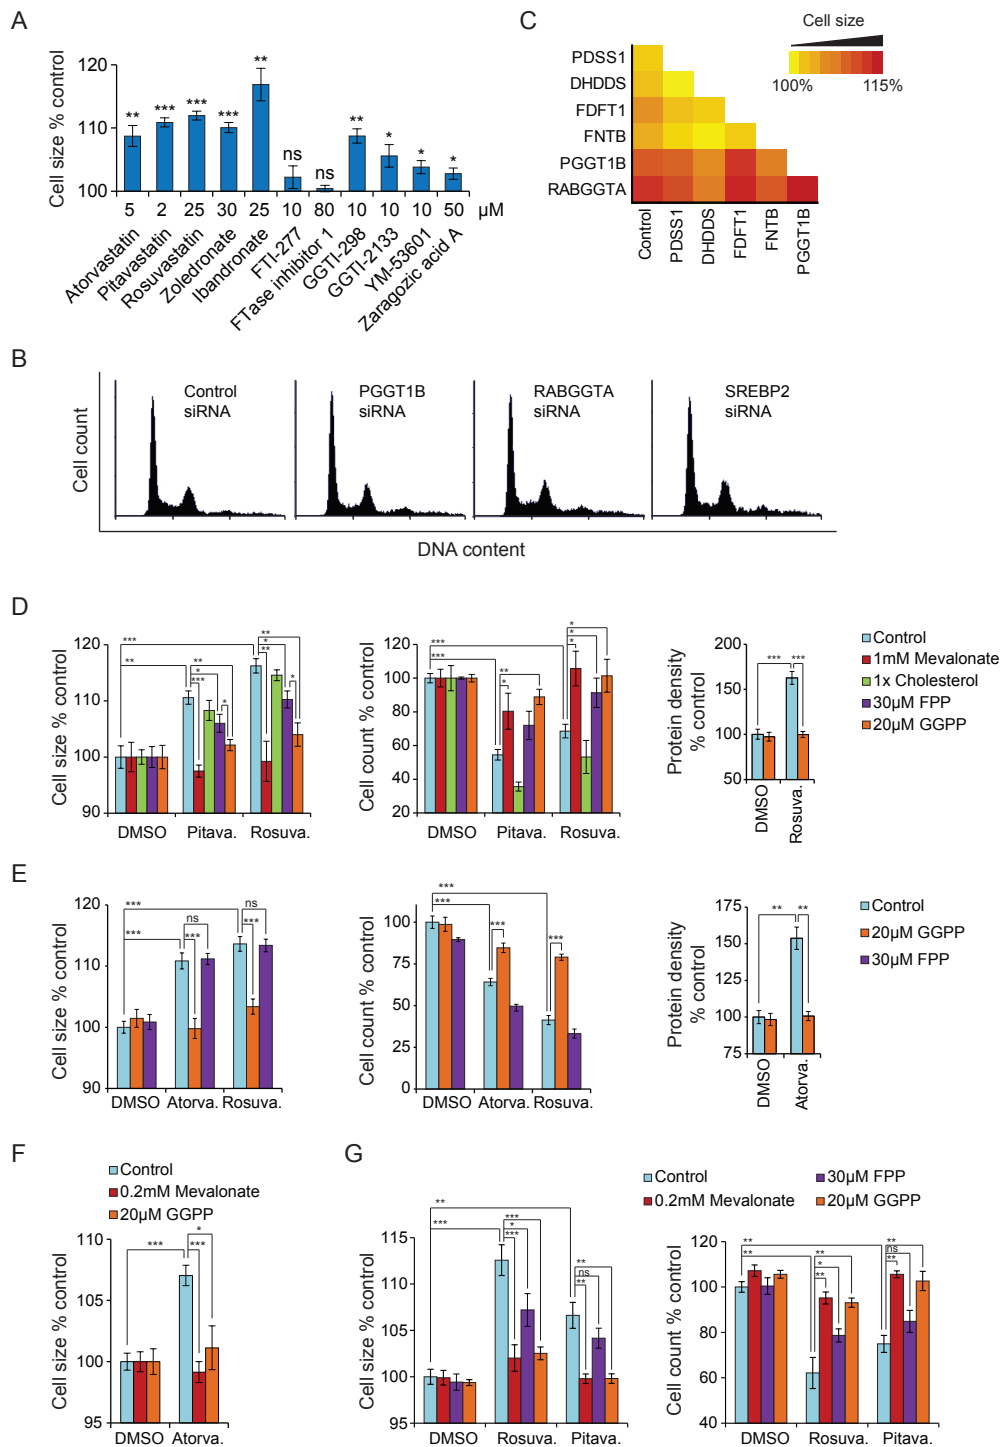 A
Cell size % control
120
110
100
** *** *** *** ** ns ns ** * * *
5 2 25 30 25 10 80 10 10 10 50 µM
Atorvastatin
Pitavastatin
Rosuvastatin
Zoledronate
Ibandronate
FTI-277
FTase inhibitor 1
GGTI-298
GGTI-2133
YM-53601
Zaragozic acid A
C
Cell size
100% 115%
PDSS1
DHDDS
FDFT1
FNTB
PGGT1B
RABGGTA
Control
PDSS1
DHDDS
FDFT1
FNTB
PGGT1B
B
Cell count
Control
siRNA
PGGT1B
siRNA
RABGGTA
siRNA
SREBP2
siRNA
DNA content
D
Cell size % control
120
110
100
90
***
**
**
*
***
*
**
*
**
*
DMSO Pitava. Rosuva.
Cell count % control
120
100
80
60
40
20
***
***
**
*
*
*
*
DMSO Pitava. Rosuva.
Protein density
% control
200
150
100
50
*** ***
DMSO
Rosuva.
Control
1mM Mevalonate
1x Cholesterol
30µM FPP
20µM GGPP
E
Cell size % control
120
110
100
90
***
***
ns
***
ns
***
DMSO Atorva. Rosuva.
Cell count % control
100
75
50
25
0
***
***
***
***
DMSO Atorva. Rosuva.
Protein density
% control
175
150
125
100
75
** **
DMSO
Atorva.
Control
20µM GGPP
30µM FPP
F
Control
0.2mM Mevalonate
20µM GGPP
Cell size % control
110
105
100
95
***
*
***
DMSO Atorva.
G
Control
0.2mM Mevalonate
30µM FPP
20µM GGPP
Cell size % control
115
110
105
100
95
**
***
***
*
***
**
ns
**
DMSO Rosuva. Pitava.
Cell count % control
120
100
80
60
40
**
**
**
*
**
**
ns
**
DMSO Rosuva. Pitava.